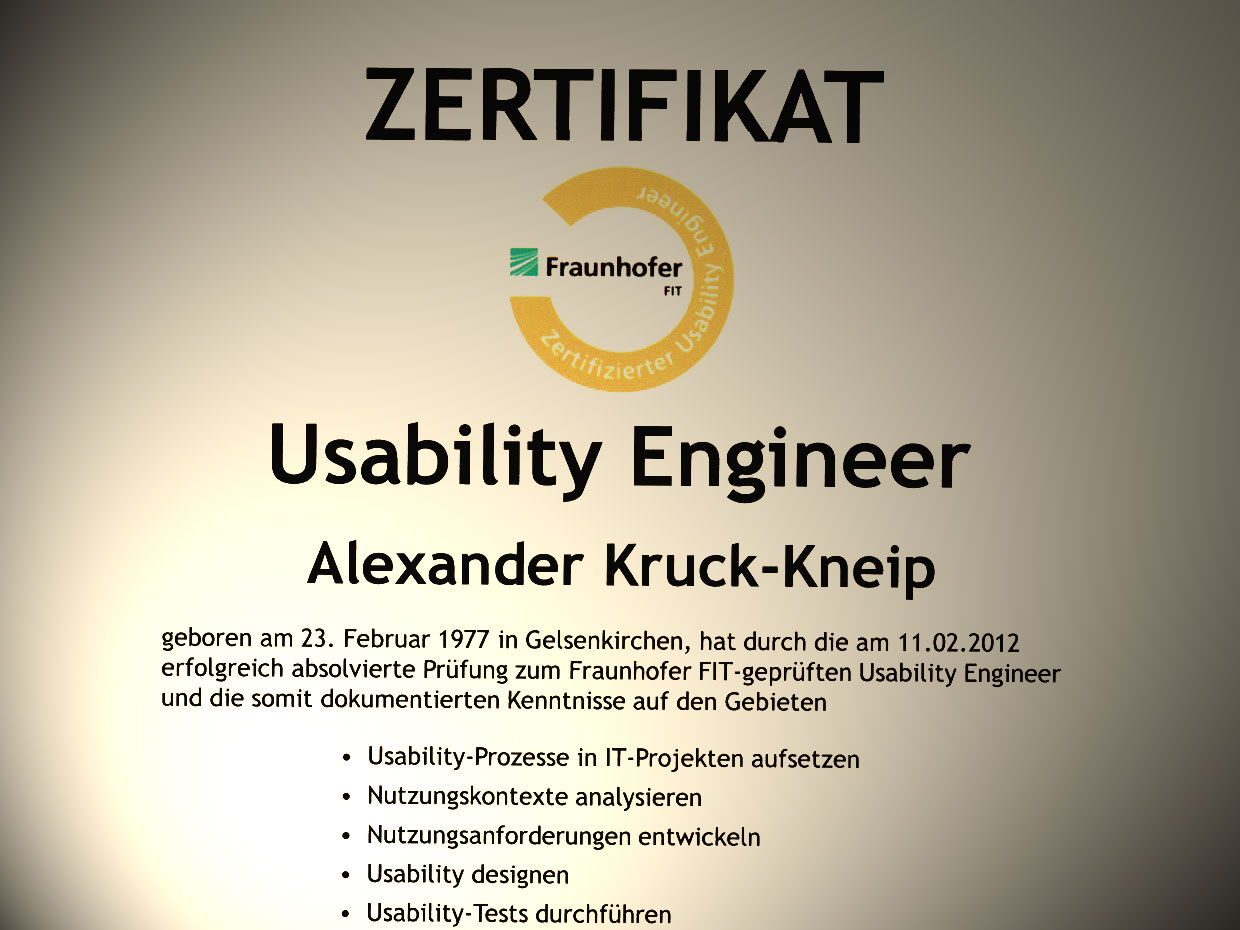 ZERTIFIKAT
Fraunhofer
FIT
Zertifizierter Usability Engineer
Usability Engineer
Alexander Kruck-Kneip
geboren am 23. Februar 1977 in Gelsenkirchen, hat durch die am 11.02.2012
erfolgreich absolvierte Prüfung zum Fraunhofer FIT-geprüften Usability Engineer
und die somit dokumentierten Kenntnisse auf den Gebieten
• Usability-Prozesse in IT-Projekten aufsetzen
• Nutzungskontexte analysieren
• Nutzungsanforderungen entwickeln
• Usability designen
• Usability-Tests durchführen